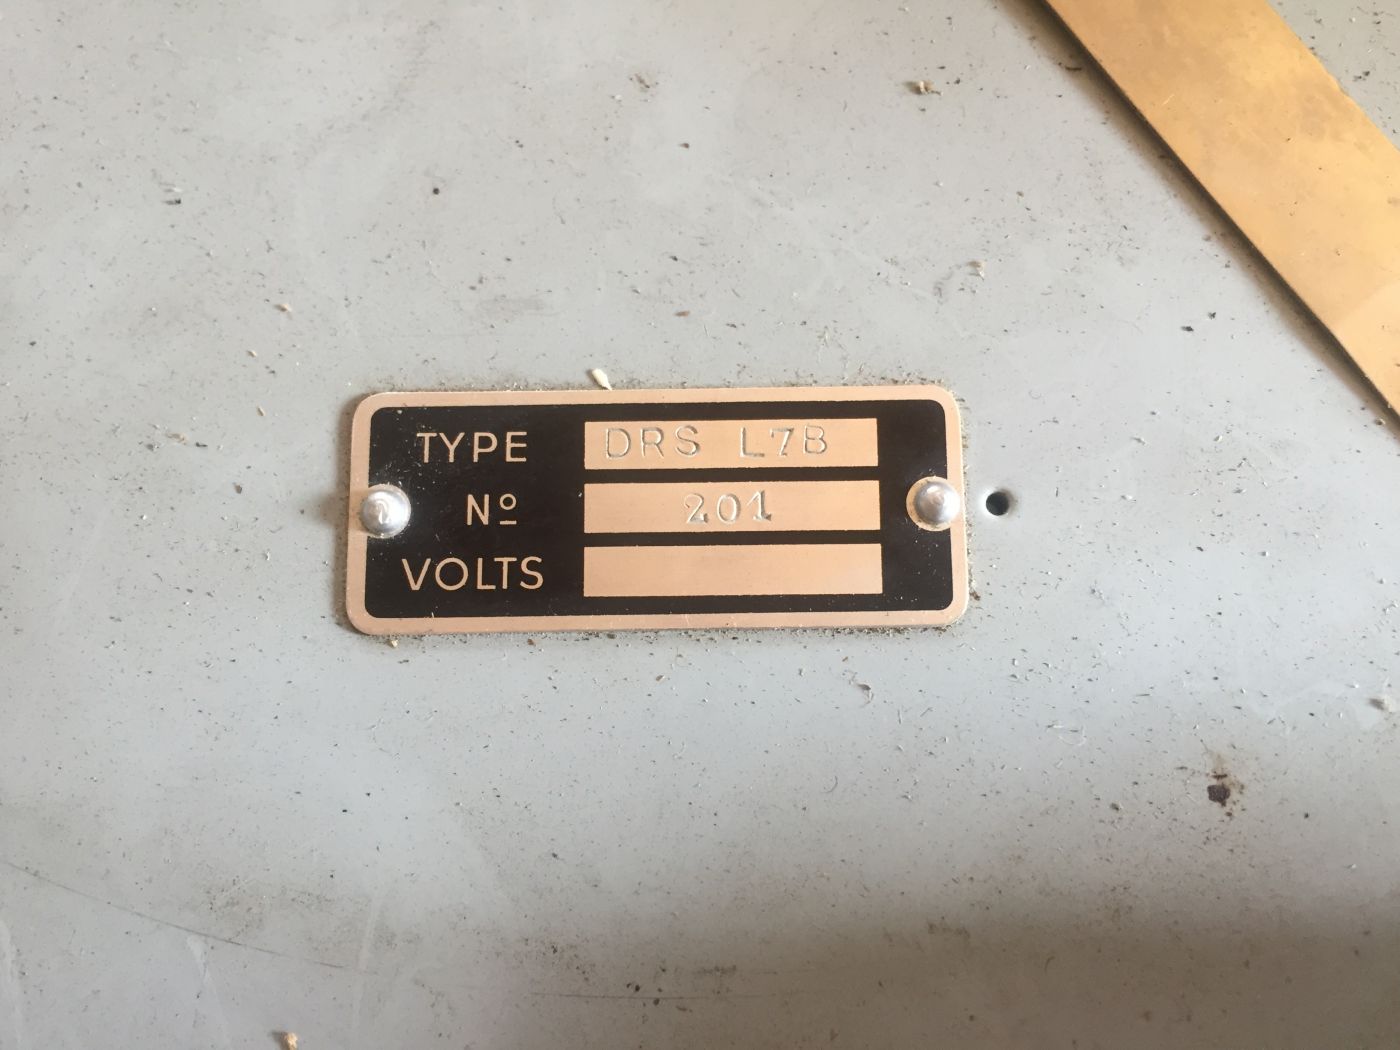 TYPE DRS L7B
Nº 201
VOLTS